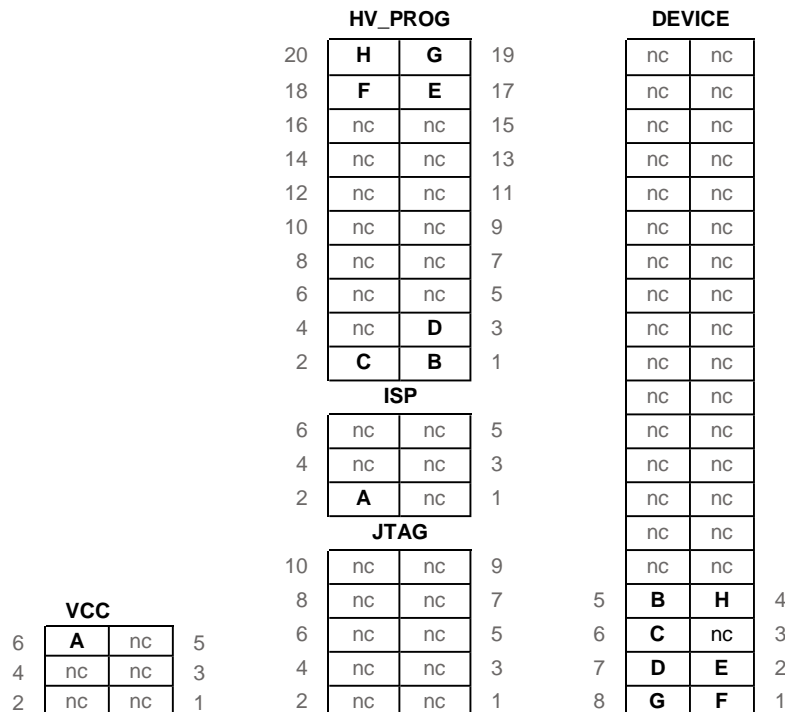 HV_PROG DEVICE
20 H G 19 nc nc
18 F E 17 nc nc
16 nc nc 15 nc nc
14 nc nc 13 nc nc
12 nc nc 11 nc nc
10 nc nc 9 nc nc
8 nc nc 7 nc nc
6 nc nc 5 nc nc
4 nc D 3 nc nc
2 C B 1 nc nc
ISP nc nc
6 nc nc 5 nc nc
4 nc nc 3 nc nc
2 A nc 1 nc nc
JTAG nc nc
10 nc nc 9 nc nc
VCC 8 nc nc 7 5 B H 4
6 A nc 5 6 nc nc 5 6 C nc 3
4 nc nc 3 4 nc nc 3 7 D E 2
2 nc nc 1 2 nc nc 1 8 G F 1